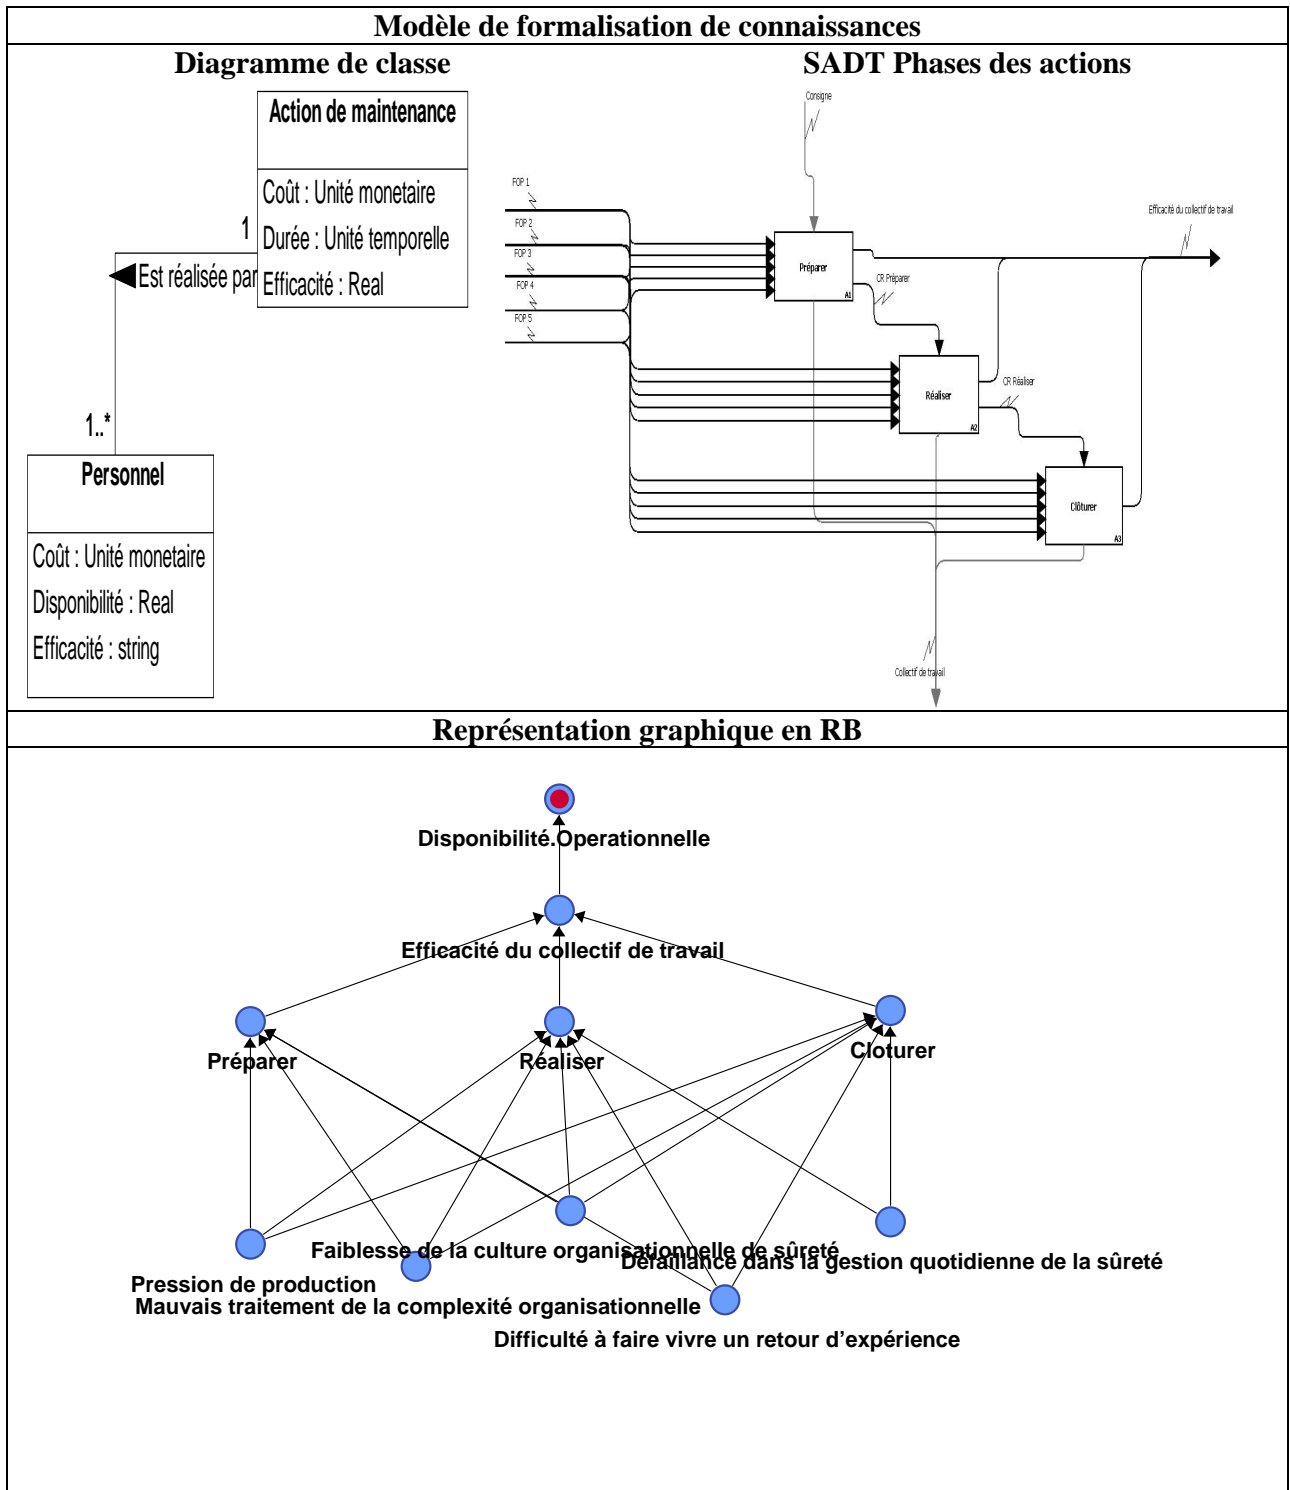 Modèle de formalisation de connaissances
Diagramme de classe
SADT Phases des actions
Action de maintenance
Coût : Unité monetaire
Durée : Unité temporelle
Efficacité : Real
1
Est réalisée par
1..*
Personnel
Coût : Unité monetaire
Disponibilité : Real
Efficacité : string
Consigne
FOP 1
FOP 2
FOP 3
FOP 4
FOP 5
Efficacité du collectif de travail
Préparer
A1
CR Préparer
Réaliser
A2
CR Réaliser
Clôturer
A3
Collectif de travail
Représentation graphique en RB
Disponibilité.Operationnelle
Efficacité du collectif de travail
Préparer
Réaliser
Cloturer
Faiblesse de la culture organisationnelle de sûreté
Défaillance dans la gestion quotidienne de la sûreté
Pression de production
Mauvais traitement de la complexité organisationnelle
Difficulté à faire vivre un retour d’expérience